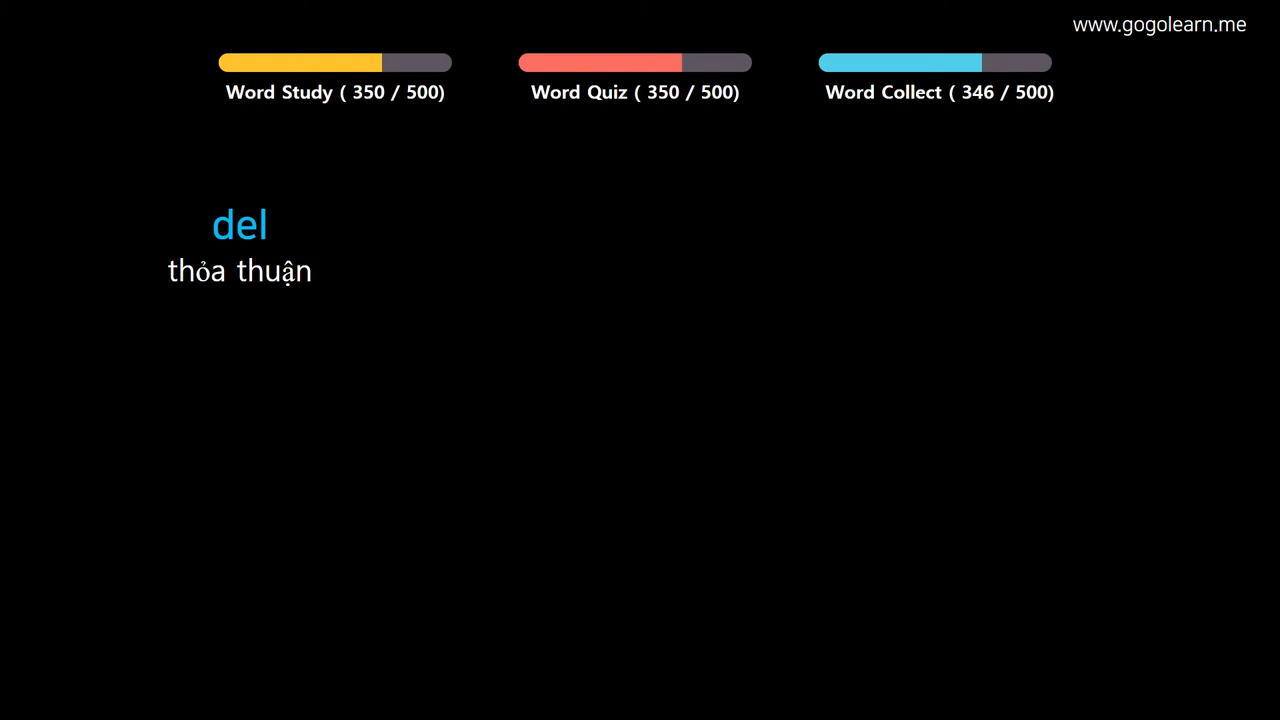 www.gogolearn.me
Word Study ( 350 / 500)
Word Quiz ( 350 / 500)
Word Collect ( 346 / 500)
del
thỏa thuận